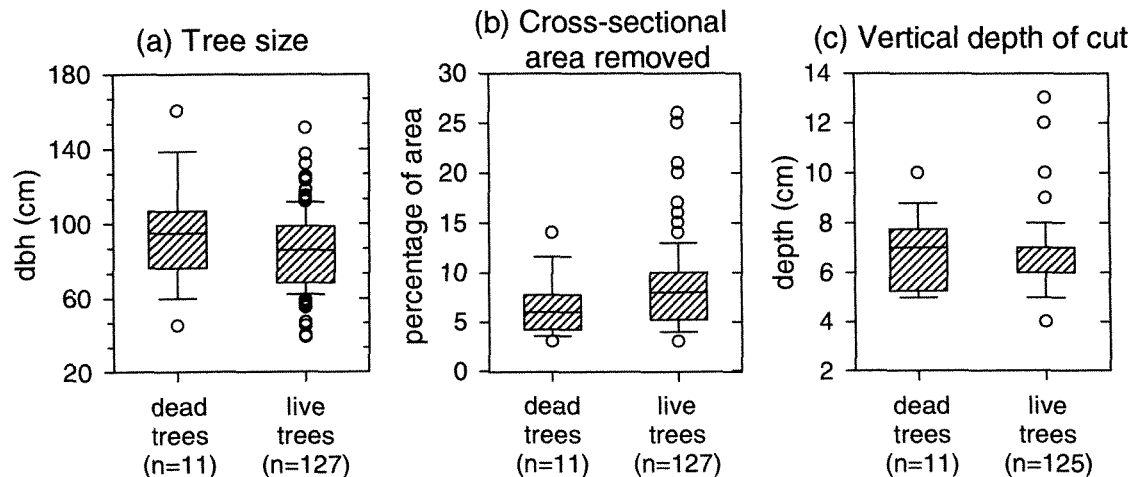 (a) Tree size
180
140
100
60
20
dbh (cm)
dead
trees
(n=11)
live
trees
(n=127)
(b) Cross-sectional
area removed
30
25
20
15
10
5
0
percentage of area
dead
trees
(n=11)
live
trees
(n=127)
(c) Vertical depth of cut
14
12
10
8
6
4
2
depth (cm)
dead
trees
(n=11)
live
trees
(n=125)